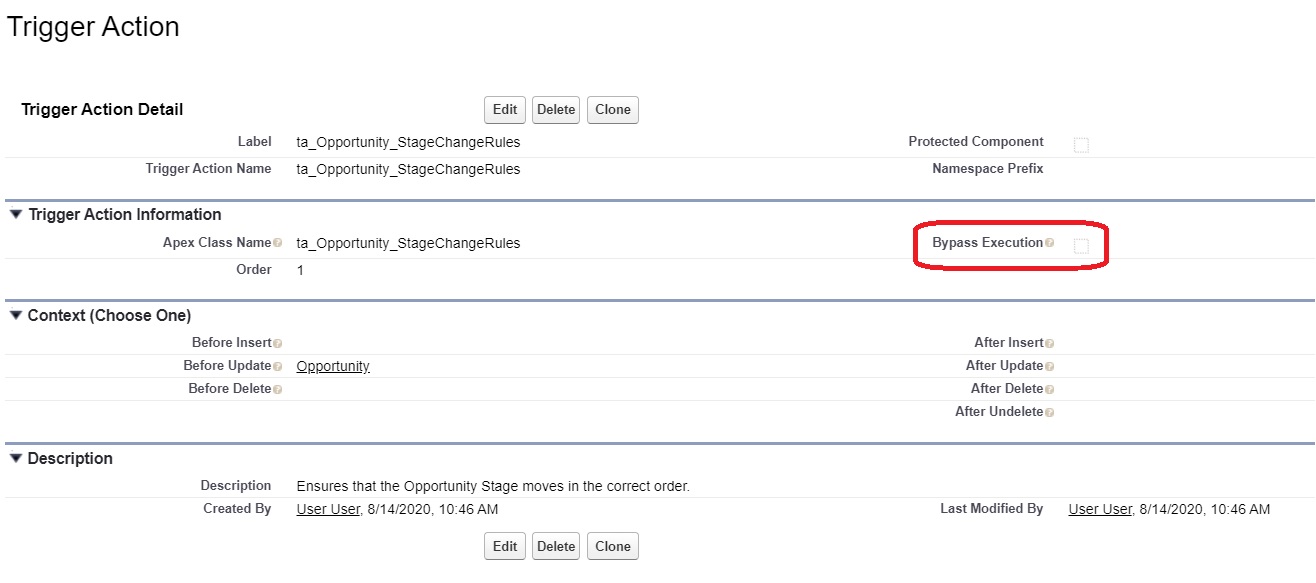 Trigger Action
Trigger Action Detail Edit Delete Clone
Label ta_Opportunity_StageChangeRules Protected Component
Trigger Action Name ta_Opportunity_StageChangeRules Namespace Prefix
Trigger Action Information
Apex Class Name ? ta_Opportunity_StageChangeRules Bypass Execution ?
Order 1
Context (Choose One)
Before Insert ? After Insert ?
Before Update ? Opportunity After Update ?
Before Delete ? After Delete ?
After Undelete ?
Description
Description Ensures that the Opportunity Stage moves in the correct order.
Created By User User, 8/14/2020, 10:46 AM Last Modified By User User, 8/14/2020, 10:46 AM
Edit Delete Clone